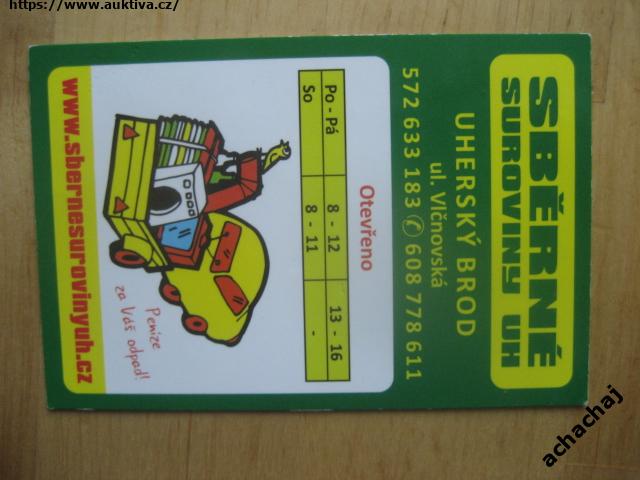 https://www.auktiva.cz/
SBĚRNÉ
SUROVINY UH
UHERSKÝ BROD
ul. Vlčnovská
572 633 183 ✆ 608 778 611
Otevřeno
Po - Pá 8 - 12 13 - 16
So 8 - 11 -
Peníze
za Váš odpad!
www.sbernesurovinyuh.cz
achachaj